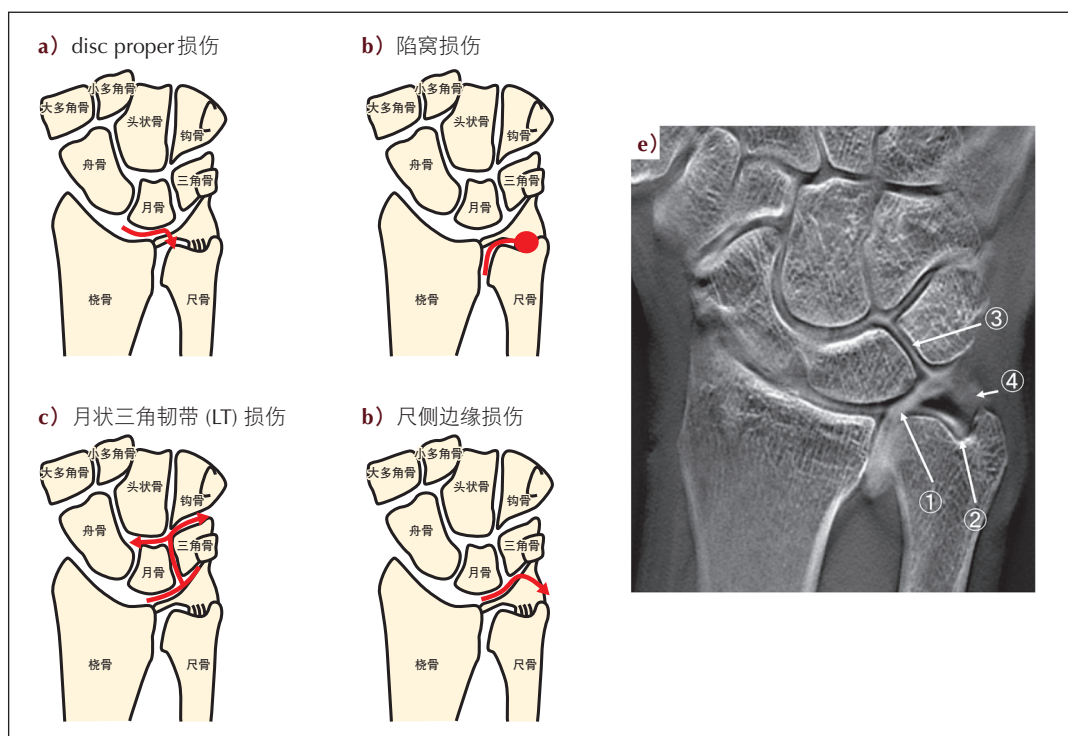 a）disc proper损伤
小多角骨
大多角骨
头状骨
钩骨
舟骨
三角骨
月骨
桡骨
尺骨
b）陷窝损伤
小多角骨
大多角骨
头状骨
钩骨
舟骨
三角骨
月骨
桡骨
尺骨
c）月状三角韧带 (LT) 损伤
小多角骨
大多角骨
头状骨
钩骨
舟骨
三角骨
月骨
桡骨
尺骨
b）尺侧边缘损伤
小多角骨
大多角骨
头状骨
钩骨
舟骨
三角骨
月骨
桡骨
尺骨
e）
③
④
①
②